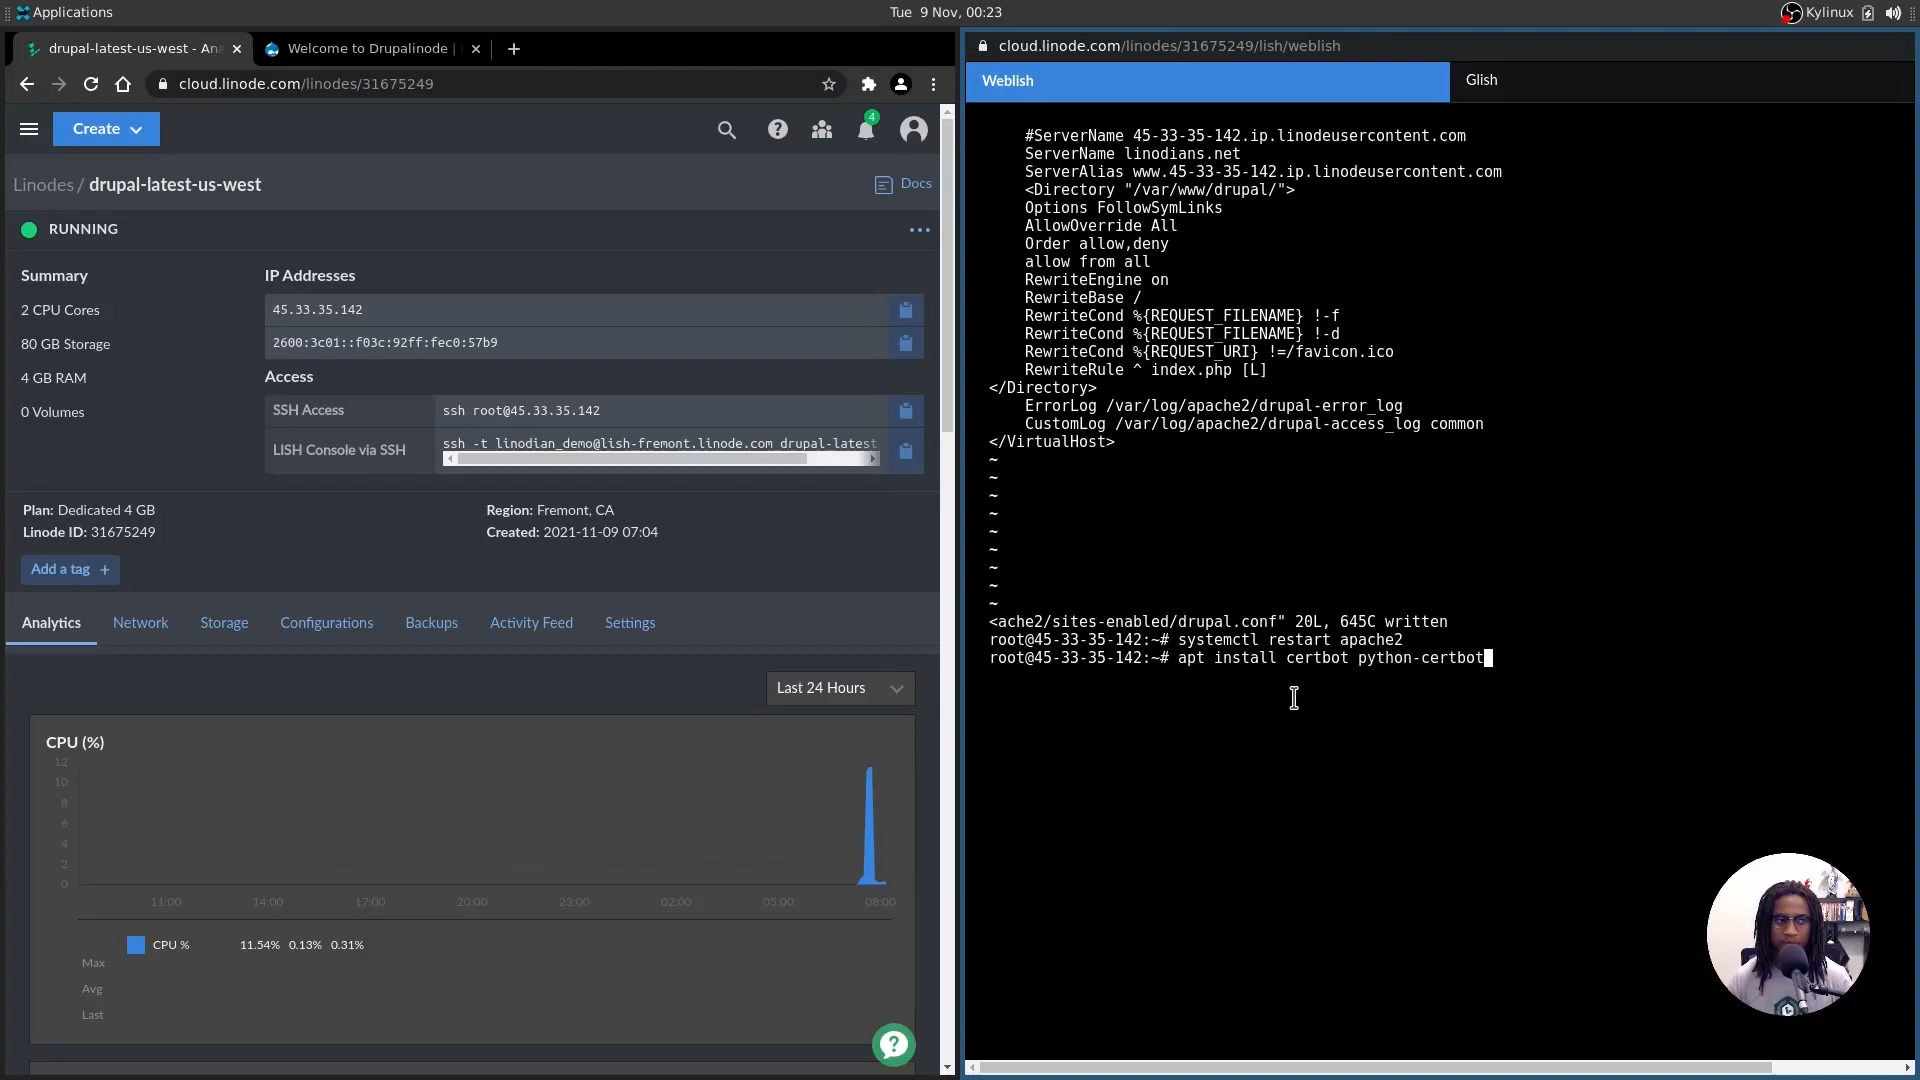 Applications
Tue 9 Nov, 00:23
Kylinux
drupal-latest-us-west - Ana
Welcome to Drupalinode |
cloud.linode.com/linodes/31675249
Create
4
Linodes / drupal-latest-us-west
Docs
RUNNING
Summary
IP Addresses
2 CPU Cores
45.33.35.142
80 GB Storage
2600:3c01::f03c:92ff:fec0:57b9
4 GB RAM
Access
0 Volumes
SSH Access
ssh root@45.33.35.142
LISH Console via SSH
ssh -t linodian_demo@lish-fremont.linode.com drupal-latest
Plan: Dedicated 4 GB
Region: Fremont, CA
Linode ID: 31675249
Created: 2021-11-09 07:04
Add a tag +
Analytics
Network
Storage
Configurations
Backups
Activity Feed
Settings
Last 24 Hours
CPU (%)
12
10
8
6
4
2
0
11:00
14:00
17:00
20:00
23:00
02:00
05:00
08:00
CPU %
11.54%
0.13%
0.31%
Max
Avg
Last
?
cloud.linode.com/linodes/31675249/lish/weblish
Weblish
Glish
#ServerName 45-33-35-142.ip.linodeusercontent.com
ServerName linodians.net
ServerAlias www.45-33-35-142.ip.linodeusercontent.com
<Directory "/var/www/drupal/">
Options FollowSymLinks
AllowOverride All
Order allow,deny
allow from all
RewriteEngine on
RewriteBase /
RewriteCond %{REQUEST_FILENAME} !-f
RewriteCond %{REQUEST_FILENAME} !-d
RewriteCond %{REQUEST_URI} !=/favicon.ico
RewriteRule ^ index.php [L]
</Directory>
ErrorLog /var/log/apache2/drupal-error_log
CustomLog /var/log/apache2/drupal-access_log common
</VirtualHost>
~
~
~
~
~
~
~
~
~
<ache2/sites-enabled/drupal.conf" 20L, 645C written
root@45-33-35-142:~# systemctl restart apache2
root@45-33-35-142:~# apt install certbot python-certbot